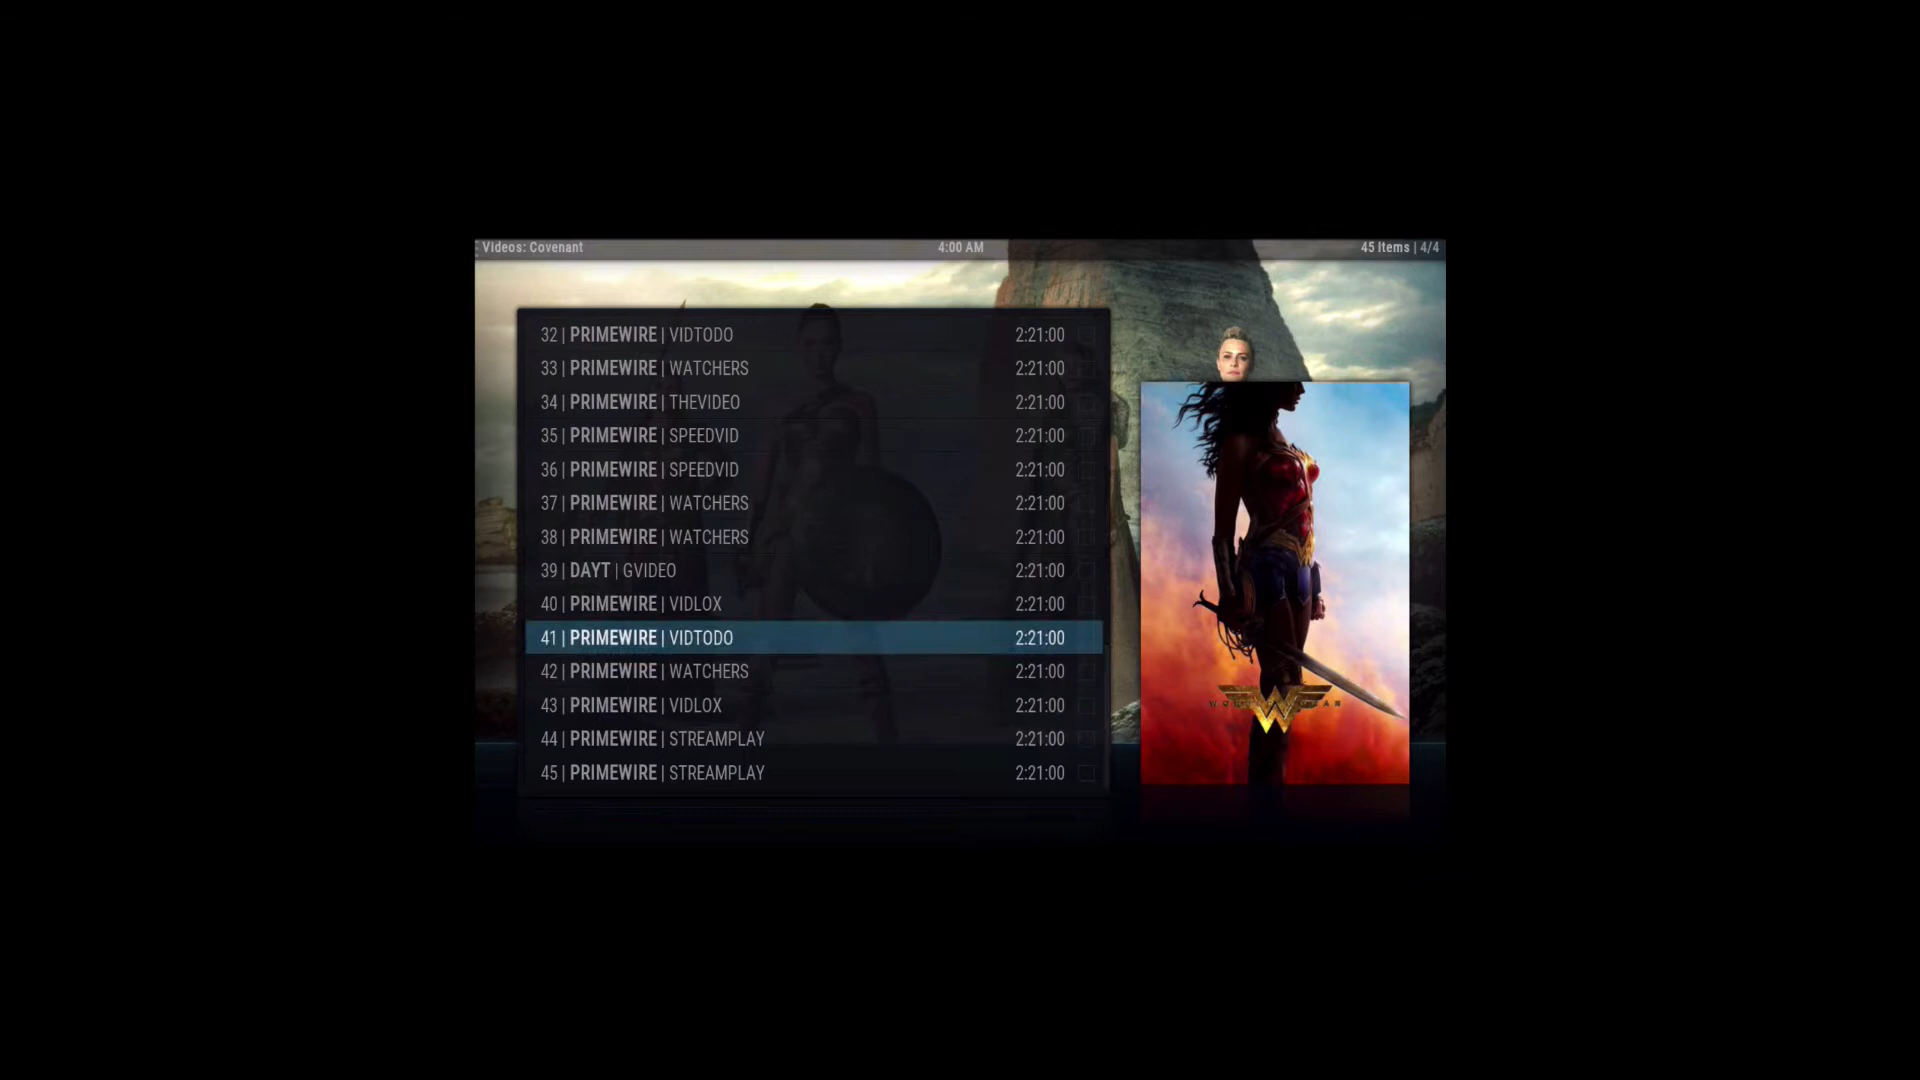 Videos: Covenant
4:00 AM
45 Items | 4/4
32 | PRIMEWIRE | VIDTODO 2:21:00
33 | PRIMEWIRE | WATCHERS 2:21:00
34 | PRIMEWIRE | THEVIDEO 2:21:00
35 | PRIMEWIRE | SPEEDVID 2:21:00
36 | PRIMEWIRE | SPEEDVID 2:21:00
37 | PRIMEWIRE | WATCHERS 2:21:00
38 | PRIMEWIRE | WATCHERS 2:21:00
39 | DAYT | GVIDEO 2:21:00
40 | PRIMEWIRE | VIDLOX 2:21:00
41 | PRIMEWIRE | VIDTODO 2:21:00
42 | PRIMEWIRE | WATCHERS 2:21:00
43 | PRIMEWIRE | VIDLOX 2:21:00
44 | PRIMEWIRE | STREAMPLAY 2:21:00
45 | PRIMEWIRE | STREAMPLAY 2:21:00